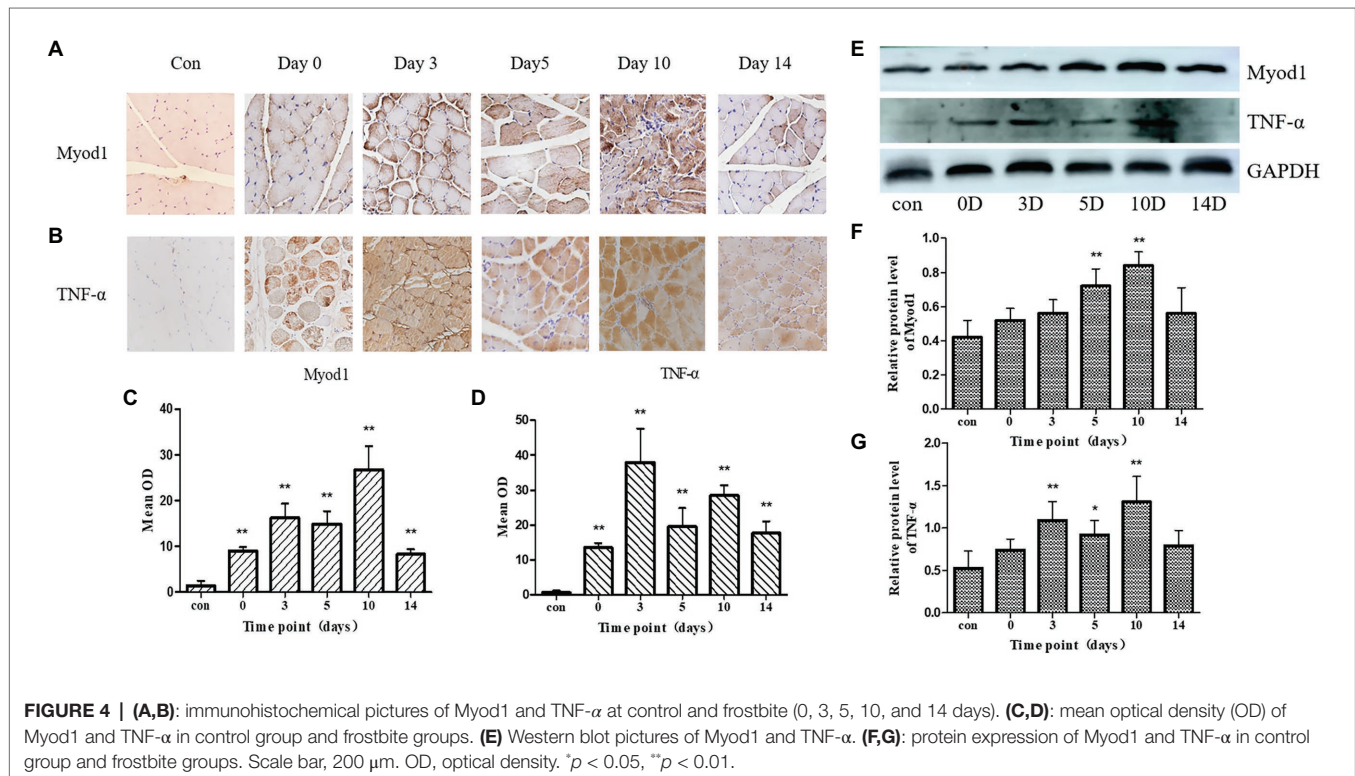 A
Con Day 0 Day 3 Day5 Day 10 Day 14
Myod1
B
TNF-α
E
Myod1
TNF-α
GAPDH
con 0D 3D 5D 10D 14D
C
Myod1
Mean OD
40
30
20
10
0
** ** ** ** **
con 0 3 5 10 14
Time point (days)
D
TNF-α
Mean OD
50
40
30
20
10
0
** ** ** ** **
con 0 3 5 10 14
Time point (days)
F
Relative protein level
of Myod1
1.0
0.8
0.6
0.4
0.2
0.0
** **
con 0 3 5 10 14
Time point (days)
G
Relative protein level
of TNF-α
2.0
1.5
1.0
0.5
0.0
** * **
con 0 3 5 10 14
Time point (days)
FIGURE 4 | (A,B): immunohistochemical pictures of Myod1 and TNF-α at control and frostbite (0, 3, 5, 10, and 14 days). (C,D): mean optical density (OD) of
Myod1 and TNF-α in control group and frostbite groups. (E) Western blot pictures of Myod1 and TNF-α. (F,G): protein expression of Myod1 and TNF-α in control
group and frostbite groups. Scale bar, 200 μm. OD, optical density. *p < 0.05, **p < 0.01.